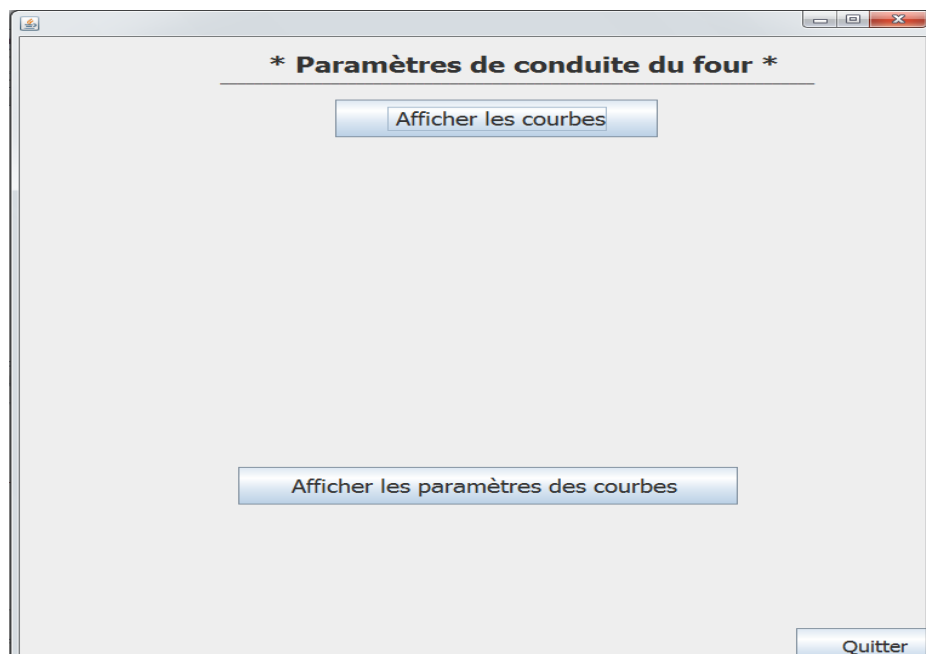 * Paramètres de conduite du four *
Afficher les courbes
Afficher les paramètres des courbes
Quitter